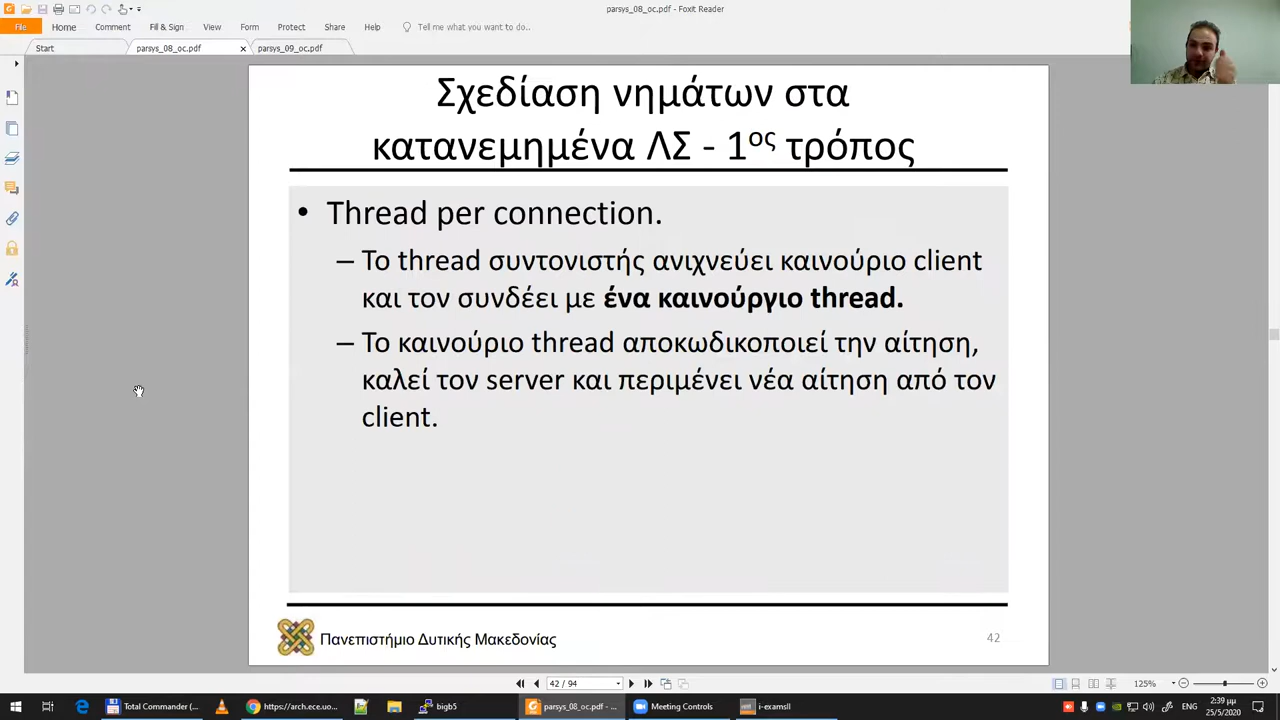 parsys_08_oc.pdf - Foxit Reader
File Home Comment Fill & Sign View Form Protect Share Help Tell me what you want to do..
Start parsys_08_oc.pdf parsys_09_oc.pdf
Σχεδίαση νημάτων στα
κατανεμημένα ΛΣ - 1ος τρόπος
• Thread per connection.
– Το thread συντονιστής ανιχνεύει καινούριο client
και τον συνδέει με ένα καινούργιο thread.
– Το καινούριο thread αποκωδικοποιεί την αίτηση,
καλεί τον server και περιμένει νέα αίτηση από τον
client.
Πανεπιστήμιο Δυτικής Μακεδονίας
42
42 / 94
125%
Total Commander (... https://arch.ece.uo... bigb5 parsys_08_oc.pdf - ... Meeting Controls i-examsII
ENG 2:39 μμ
25/5/2020